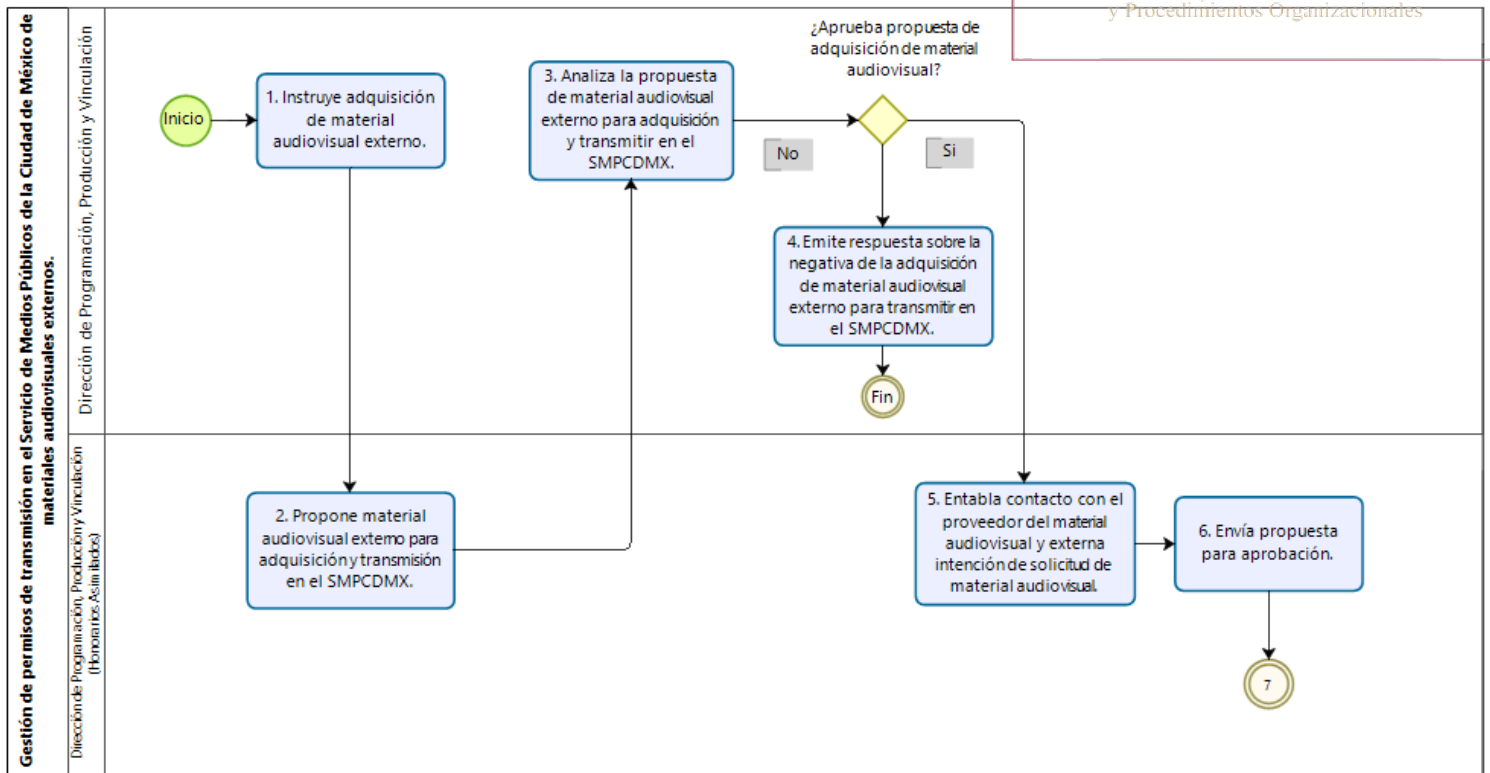 y Procedimientos Organizacionales
Gestión de permisos de transmisión en el Servicio de Medios Públicos de la Ciudad de México de
materiales audiovisuales externos.
Dirección de Programación, Producción y Vinculación
Inicio
1. Instruye adquisición
de material
audiovisual externo.
3. Analiza la propuesta
de material audiovisual
externo para adquisición
y transmitir en el
SMPCDMX.
¿Aprueba propuesta de
adquisición de material
audiovisual?
No
Si
4. Emite respuesta sobre la
negativa de la adquisición
de material audiovisual
externo para transmitir en
el SMPCDMX.
Fin
Dirección de Programación, Producción y Vinculación
(Honorarios Asimilados)
2. Propone material
audiovisual externo para
adquisición y transmisión
en el SMPCDMX.
5. Entabla contacto con el
proveedor del material
audiovisual y externa
intención de solicitud de
material audiovisual.
6. Envía propuesta
para aprobación.
7